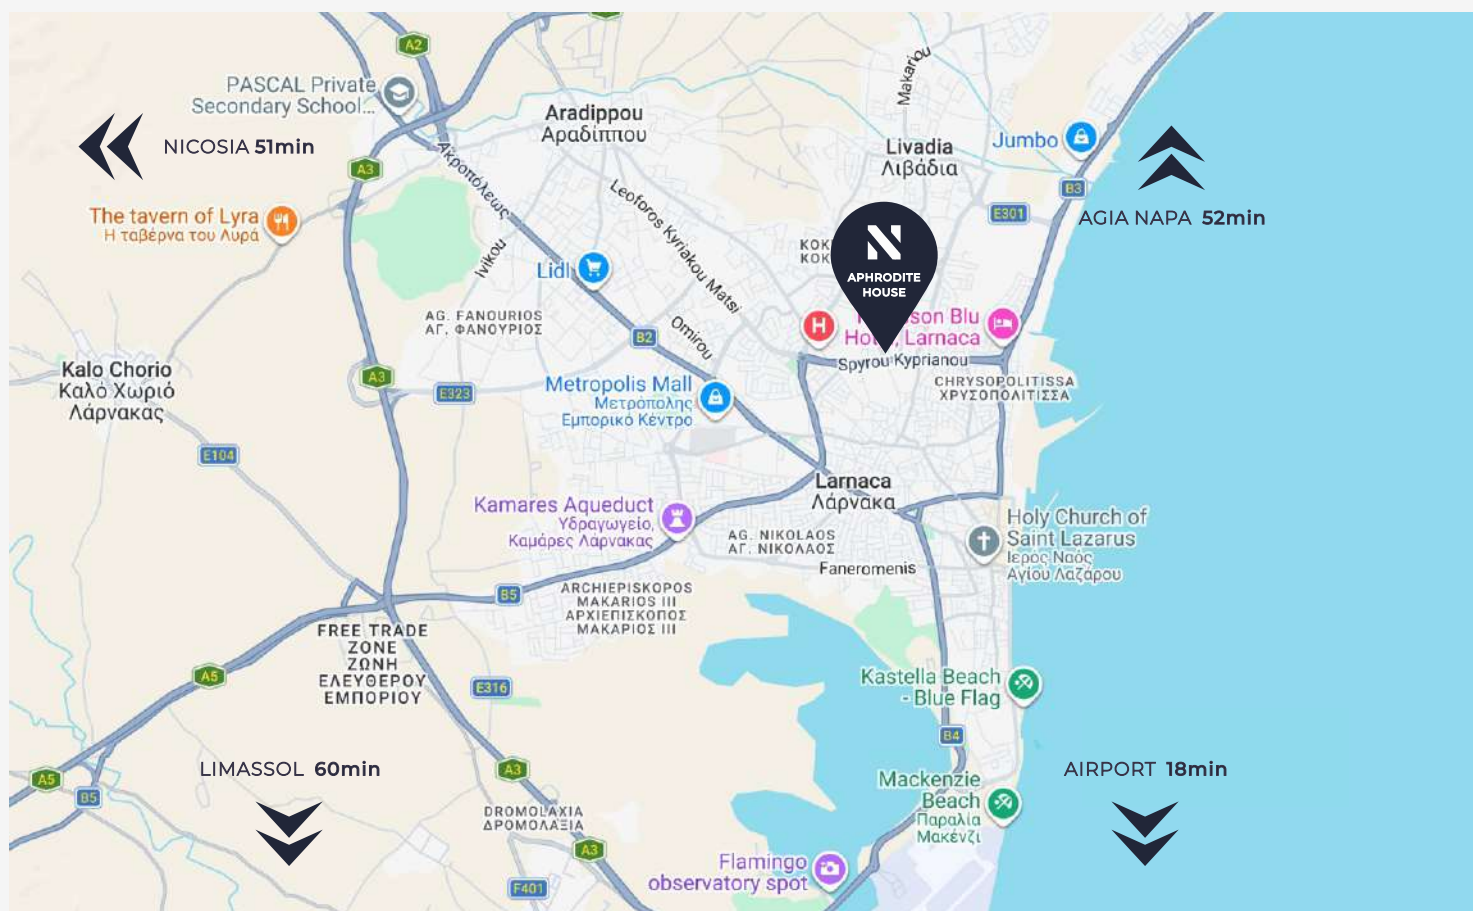 A2
PASCAL Private
Secondary School...
NICOSIA 51min
A3
Ακροπόλεως
Aradippou
Αραδίππου
Makariou
Livadia
Λιβάδια
Jumbo
B3
E301
AGIA NAPA 52min
The tavern of Lyra
Η ταβέρνα του Λυρά
Ivikou
Lidl
Leoforos Kyriakou Matsi
N
APHRODITE
HOUSE
AG. FANOURIOS
ΑΓ. ΦΑΝΟΥΡΙΟΣ
B2
Omirou
H
son Blu
Larnaca
Spyrou Kyprianou
CHRYSOPOLITISSA
ΧΡΥΣΟΠΟΛΙΤΙΣΣΑ
Kalo Chorio
Καλό Χωριό
Λάρνακας
A3
E323
Metropolis Mall
Μετρόπολης
Εμπορικό Κέντρο
E104
Larnaca
Λάρνακα
Kamares Aqueduct
Υδραγωγείο,
Καμάρες Λάρνακας
AG. NIKOLAOS
ΑΓ. ΝΙΚΟΛΑΟΣ
Faneromenis
Holy Church of
Saint Lazarus
Ιερός Ναός
Αγίου Λαζάρου
B5
ARCHIEPISKOPOS
MAKARIOS III
ΑΡΧΙΕΠΙΣΚΟΠΟΣ
ΜΑΚΑΡΙΟΣ ΙΙΙ
FREE TRADE
ZONE
ΖΩΝΗ
ΕΛΕΥΘΕΡΟΥ
ΕΜΠΟΡΙΟΥ
A5
E316
Kastella Beach
- Blue Flag
B4
LIMASSOL 60min
A3
AIRPORT 18min
A5
B5
Mackenzie
Beach
Παραλία
Μακένζι
DROMOLAXIA
ΔΡΟΜΟΛΑΞΙΑ
A3
Flamingo
observatory spot
F401